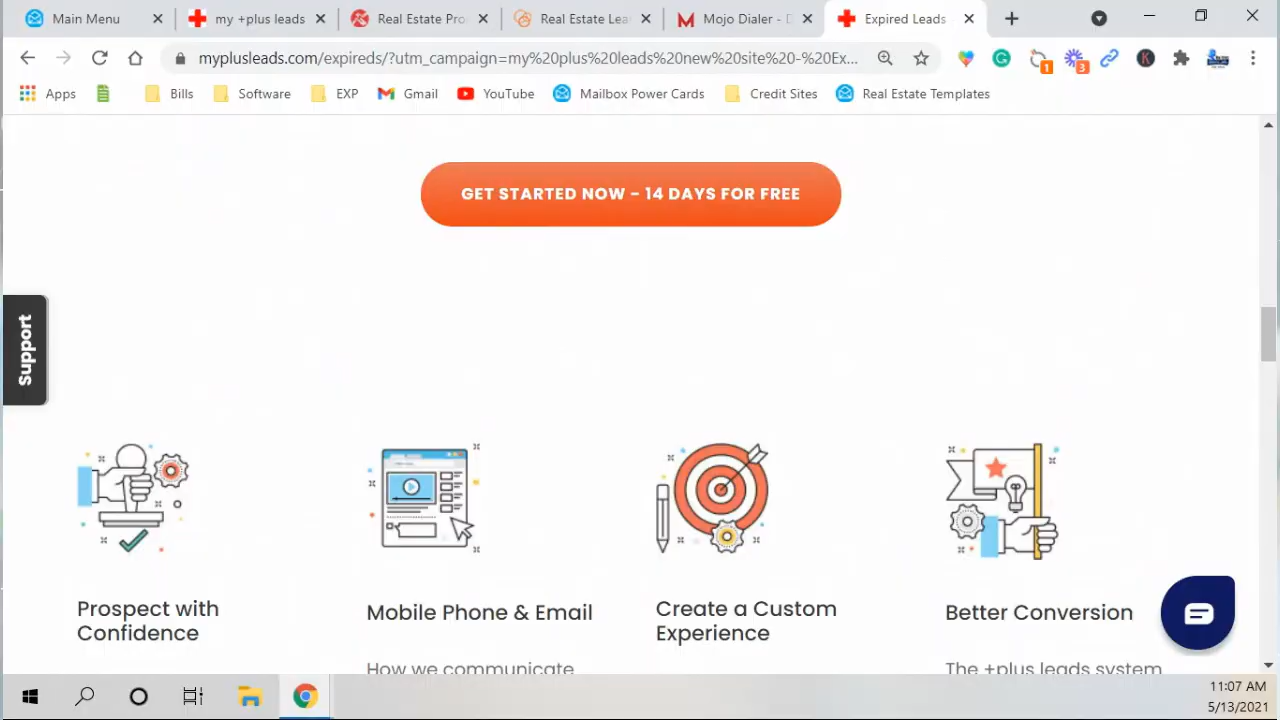 Main Menu
my +plus leads
Real Estate Pro
Real Estate Lea
Mojo Dialer - D
Expired Leads
myplusleads.com/expireds/?utm_campaign=my%20plus%20leads%20new%20site%20-%20Ex...
1
3
K
Apps
Bills
Software
EXP
Gmail
YouTube
Mailbox Power Cards
Credit Sites
Real Estate Templates
GET STARTED NOW - 14 DAYS FOR FREE
Support
Prospect with
Confidence
Mobile Phone & Email
Create a Custom
Experience
Better Conversion
How we communicate
The +plus leads system
11:07 AM
5/13/2021